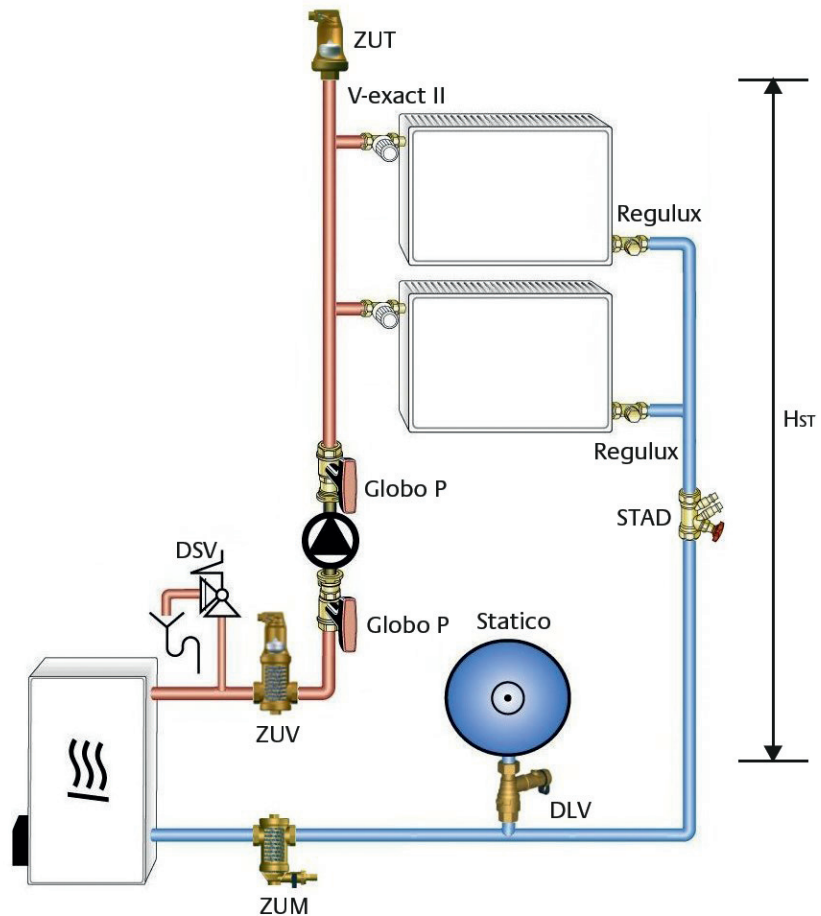 ZUT
V-exact II
Regulux
HST
Regulux
Globo P
STAD
DSV
Globo P
Statico
ZUV
DLV
ZUM